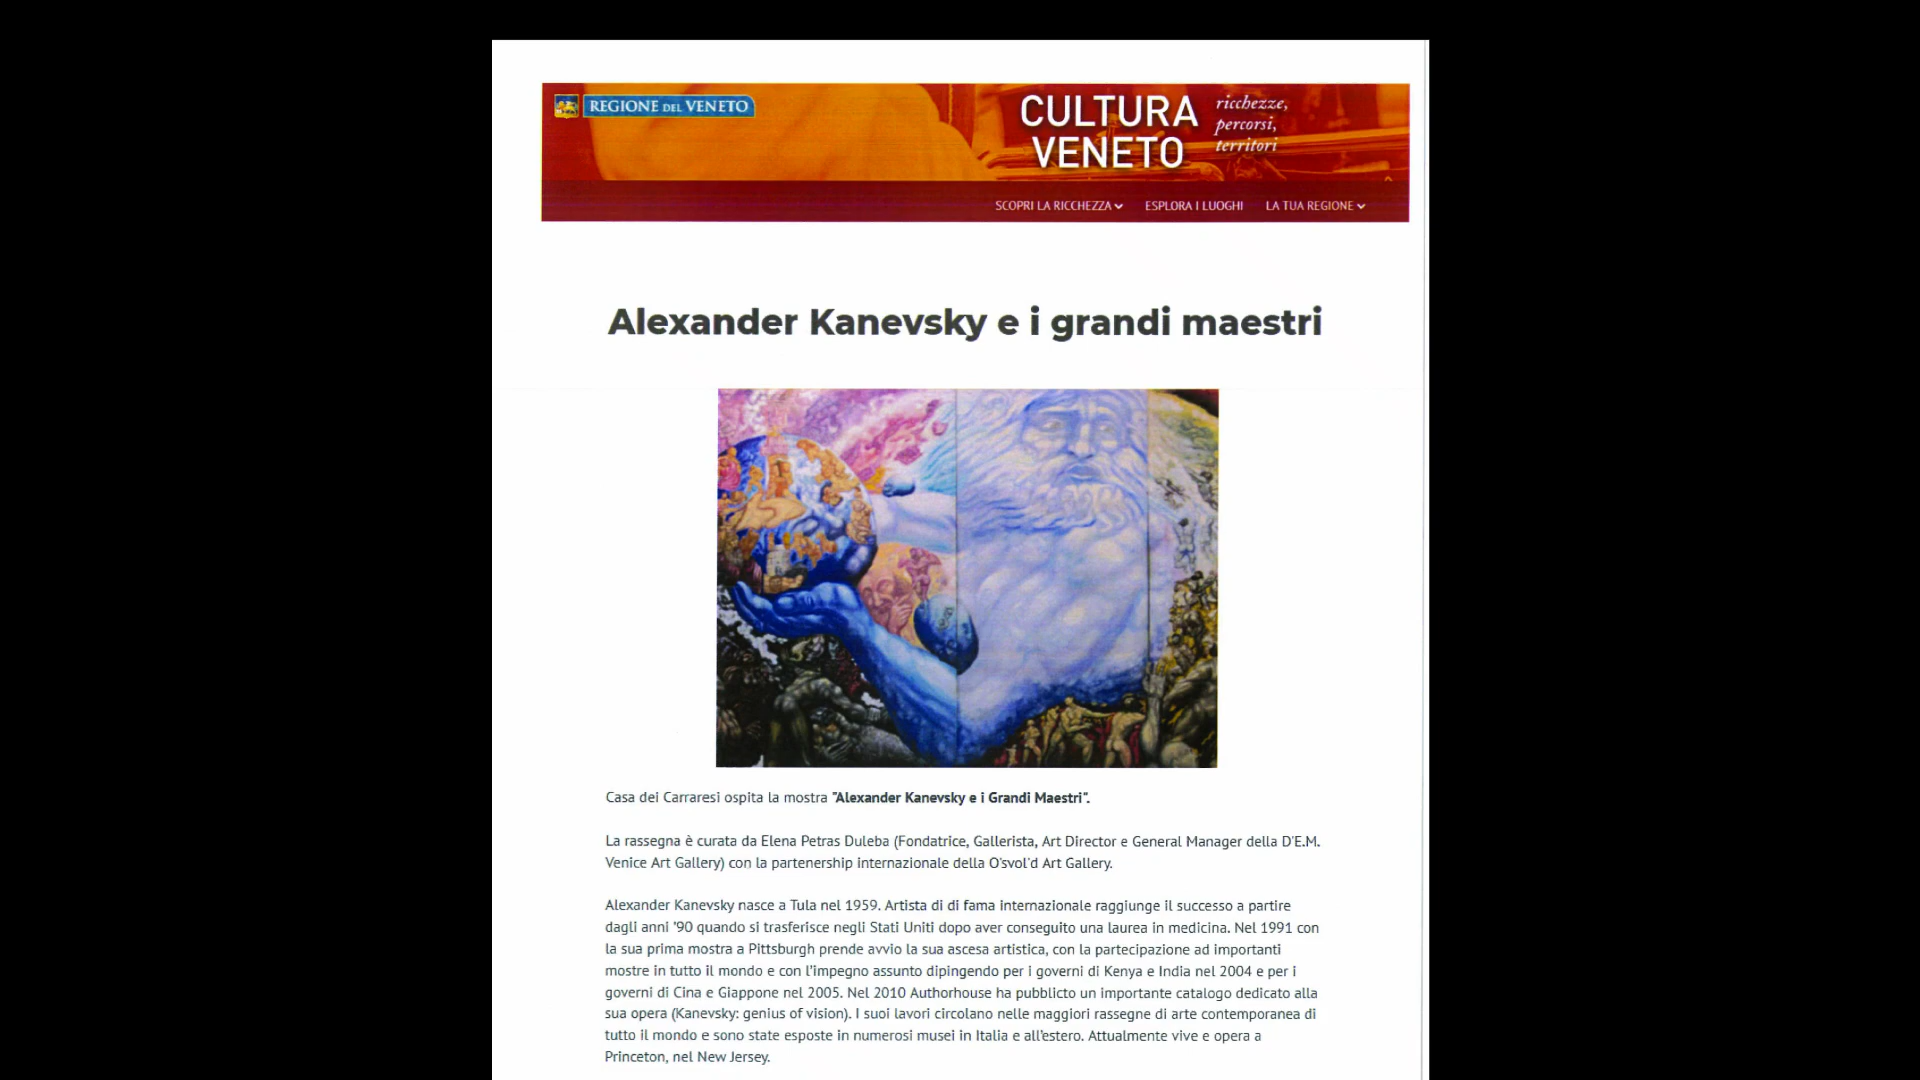 REGIONE DEL VENETO
CULTURA
VENETO
ricchezze,
percorsi,
territori
SCOPRI LA RICCHEZZA
ESPLORA I LUOGHI
LA TUA REGIONE
Alexander Kanevsky e i grandi maestri
Casa dei Carraresi ospita la mostra "Alexander Kanevsky e i Grandi Maestri".
La rassegna è curata da Elena Petras Duleba (Fondatrice, Gallerista, Art Director e General Manager della D'E.M.
Venice Art Gallery) con la partenership internazionale della O'svol'd Art Gallery.
Alexander Kanevsky nasce a Tula nel 1959. Artista di di fama internazionale raggiunge il successo a partire
dagli anni '90 quando si trasferisce negli Stati Uniti dopo aver conseguito una laurea in medicina. Nel 1991 con
la sua prima mostra a Pittsburgh prende avvio la sua ascesa artistica, con la partecipazione ad importanti
mostre in tutto il mondo e con l'impegno assunto dipingendo per i governi di Kenya e India nel 2004 e per i
governi di Cina e Giappone nel 2005. Nel 2010 Authorhouse ha pubblicto un importante catalogo dedicato alla
sua opera (Kanevsky: genius of vision). I suoi lavori circolano nelle maggiori rassegne di arte contemporanea di
tutto il mondo e sono state esposte in numerosi musei in Italia e all'estero. Attualmente vive e opera a
Princeton, nel New Jersey.